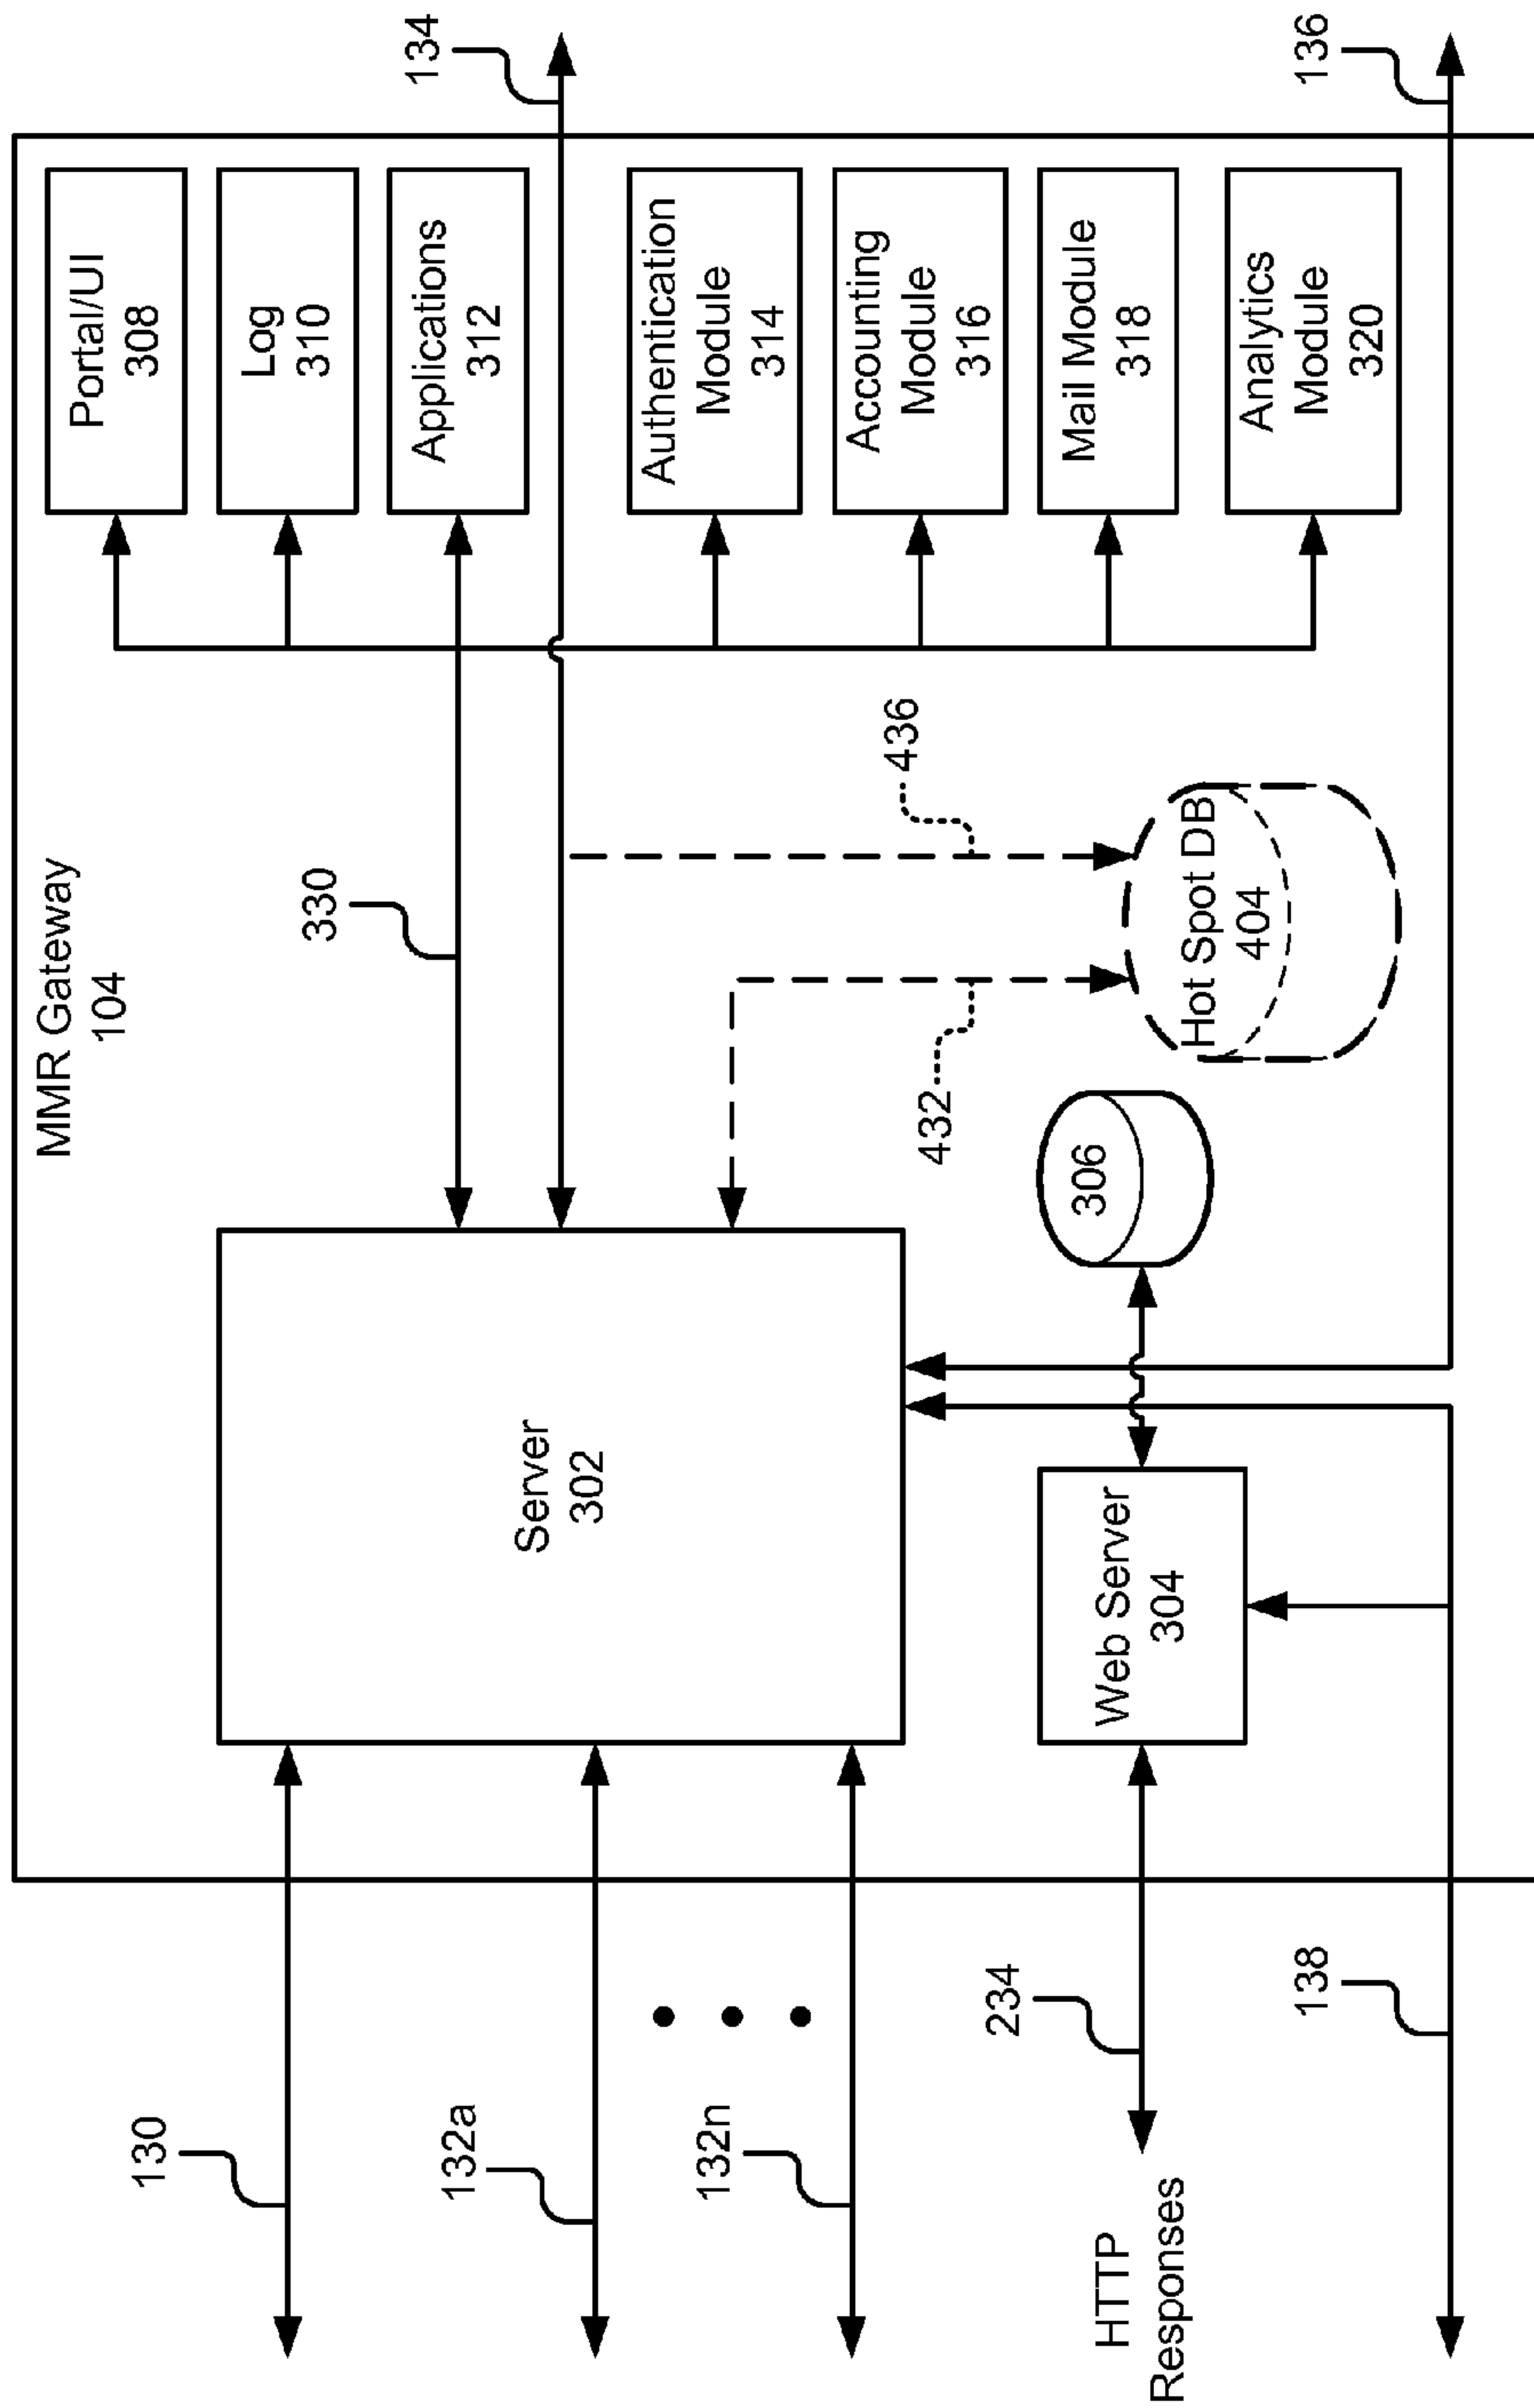 MMR Gateway
104
130
132a
132n
234
HTTP
Responses
138
Server
302
Web Server
304
306
330
432
436
Hot Spot DB
404
Portal/UI
308
Log
310
Applications
312
134
Authentication
Module
314
Accounting
Module
316
Mail Module
318
Analytics
Module
320
136